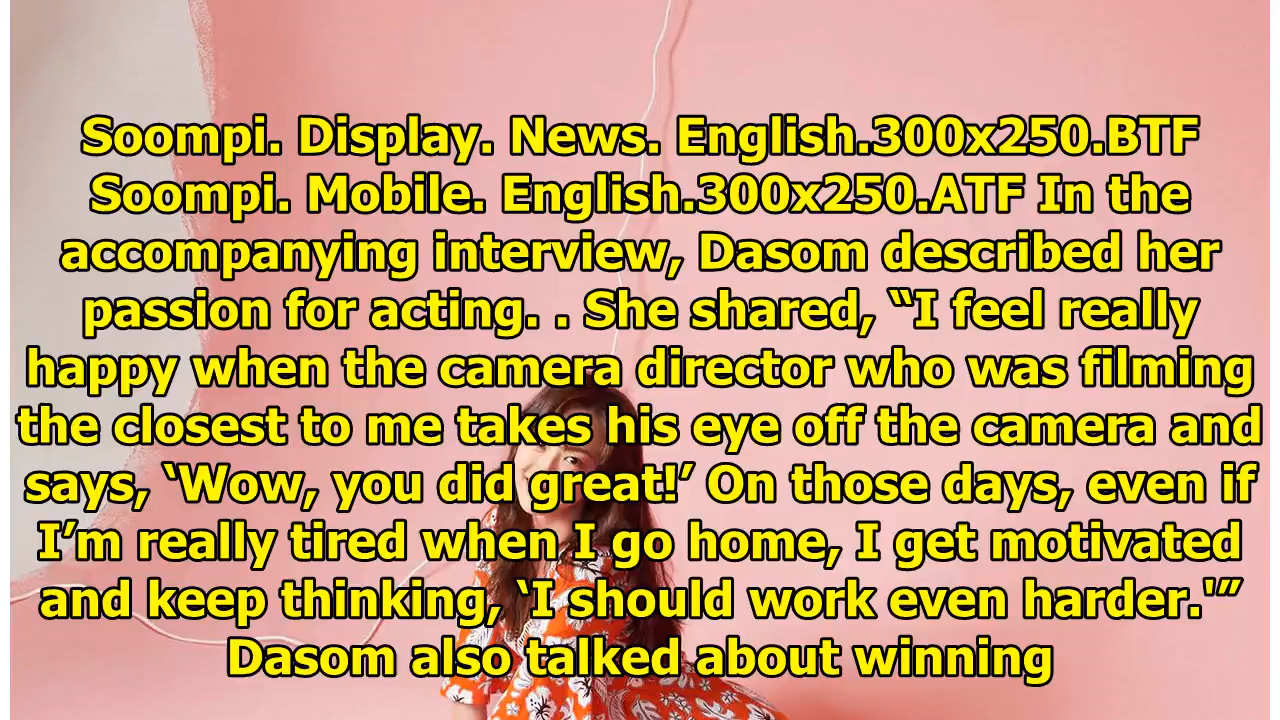 Soompi. Display. News. English.300x250.BTF
Soompi. Mobile. English.300x250.ATF In the
accompanying interview, Dasom described her
passion for acting. . She shared, “I feel really
happy when the camera director who was filming
the closest to me takes his eye off the camera and
says, ‘Wow, you did great!’ On those days, even if
I’m really tired when I go home, I get motivated
and keep thinking, ‘I should work even harder.'”
Dasom also talked about winning